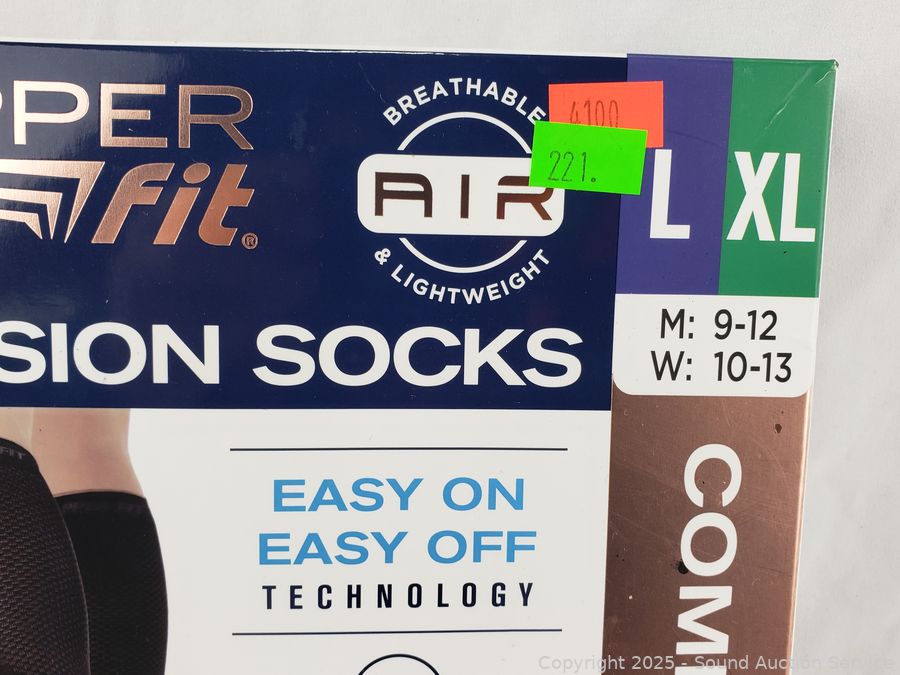 PPER
Fit®
BREATHABLE
AIR
& LIGHTWEIGHT
4100
221.
L XL
M: 9-12
W: 10-13
SION SOCKS
EASY ON
EASY OFF
TECHNOLOGY
COM
Copyright 2025 - Sound Auction Service